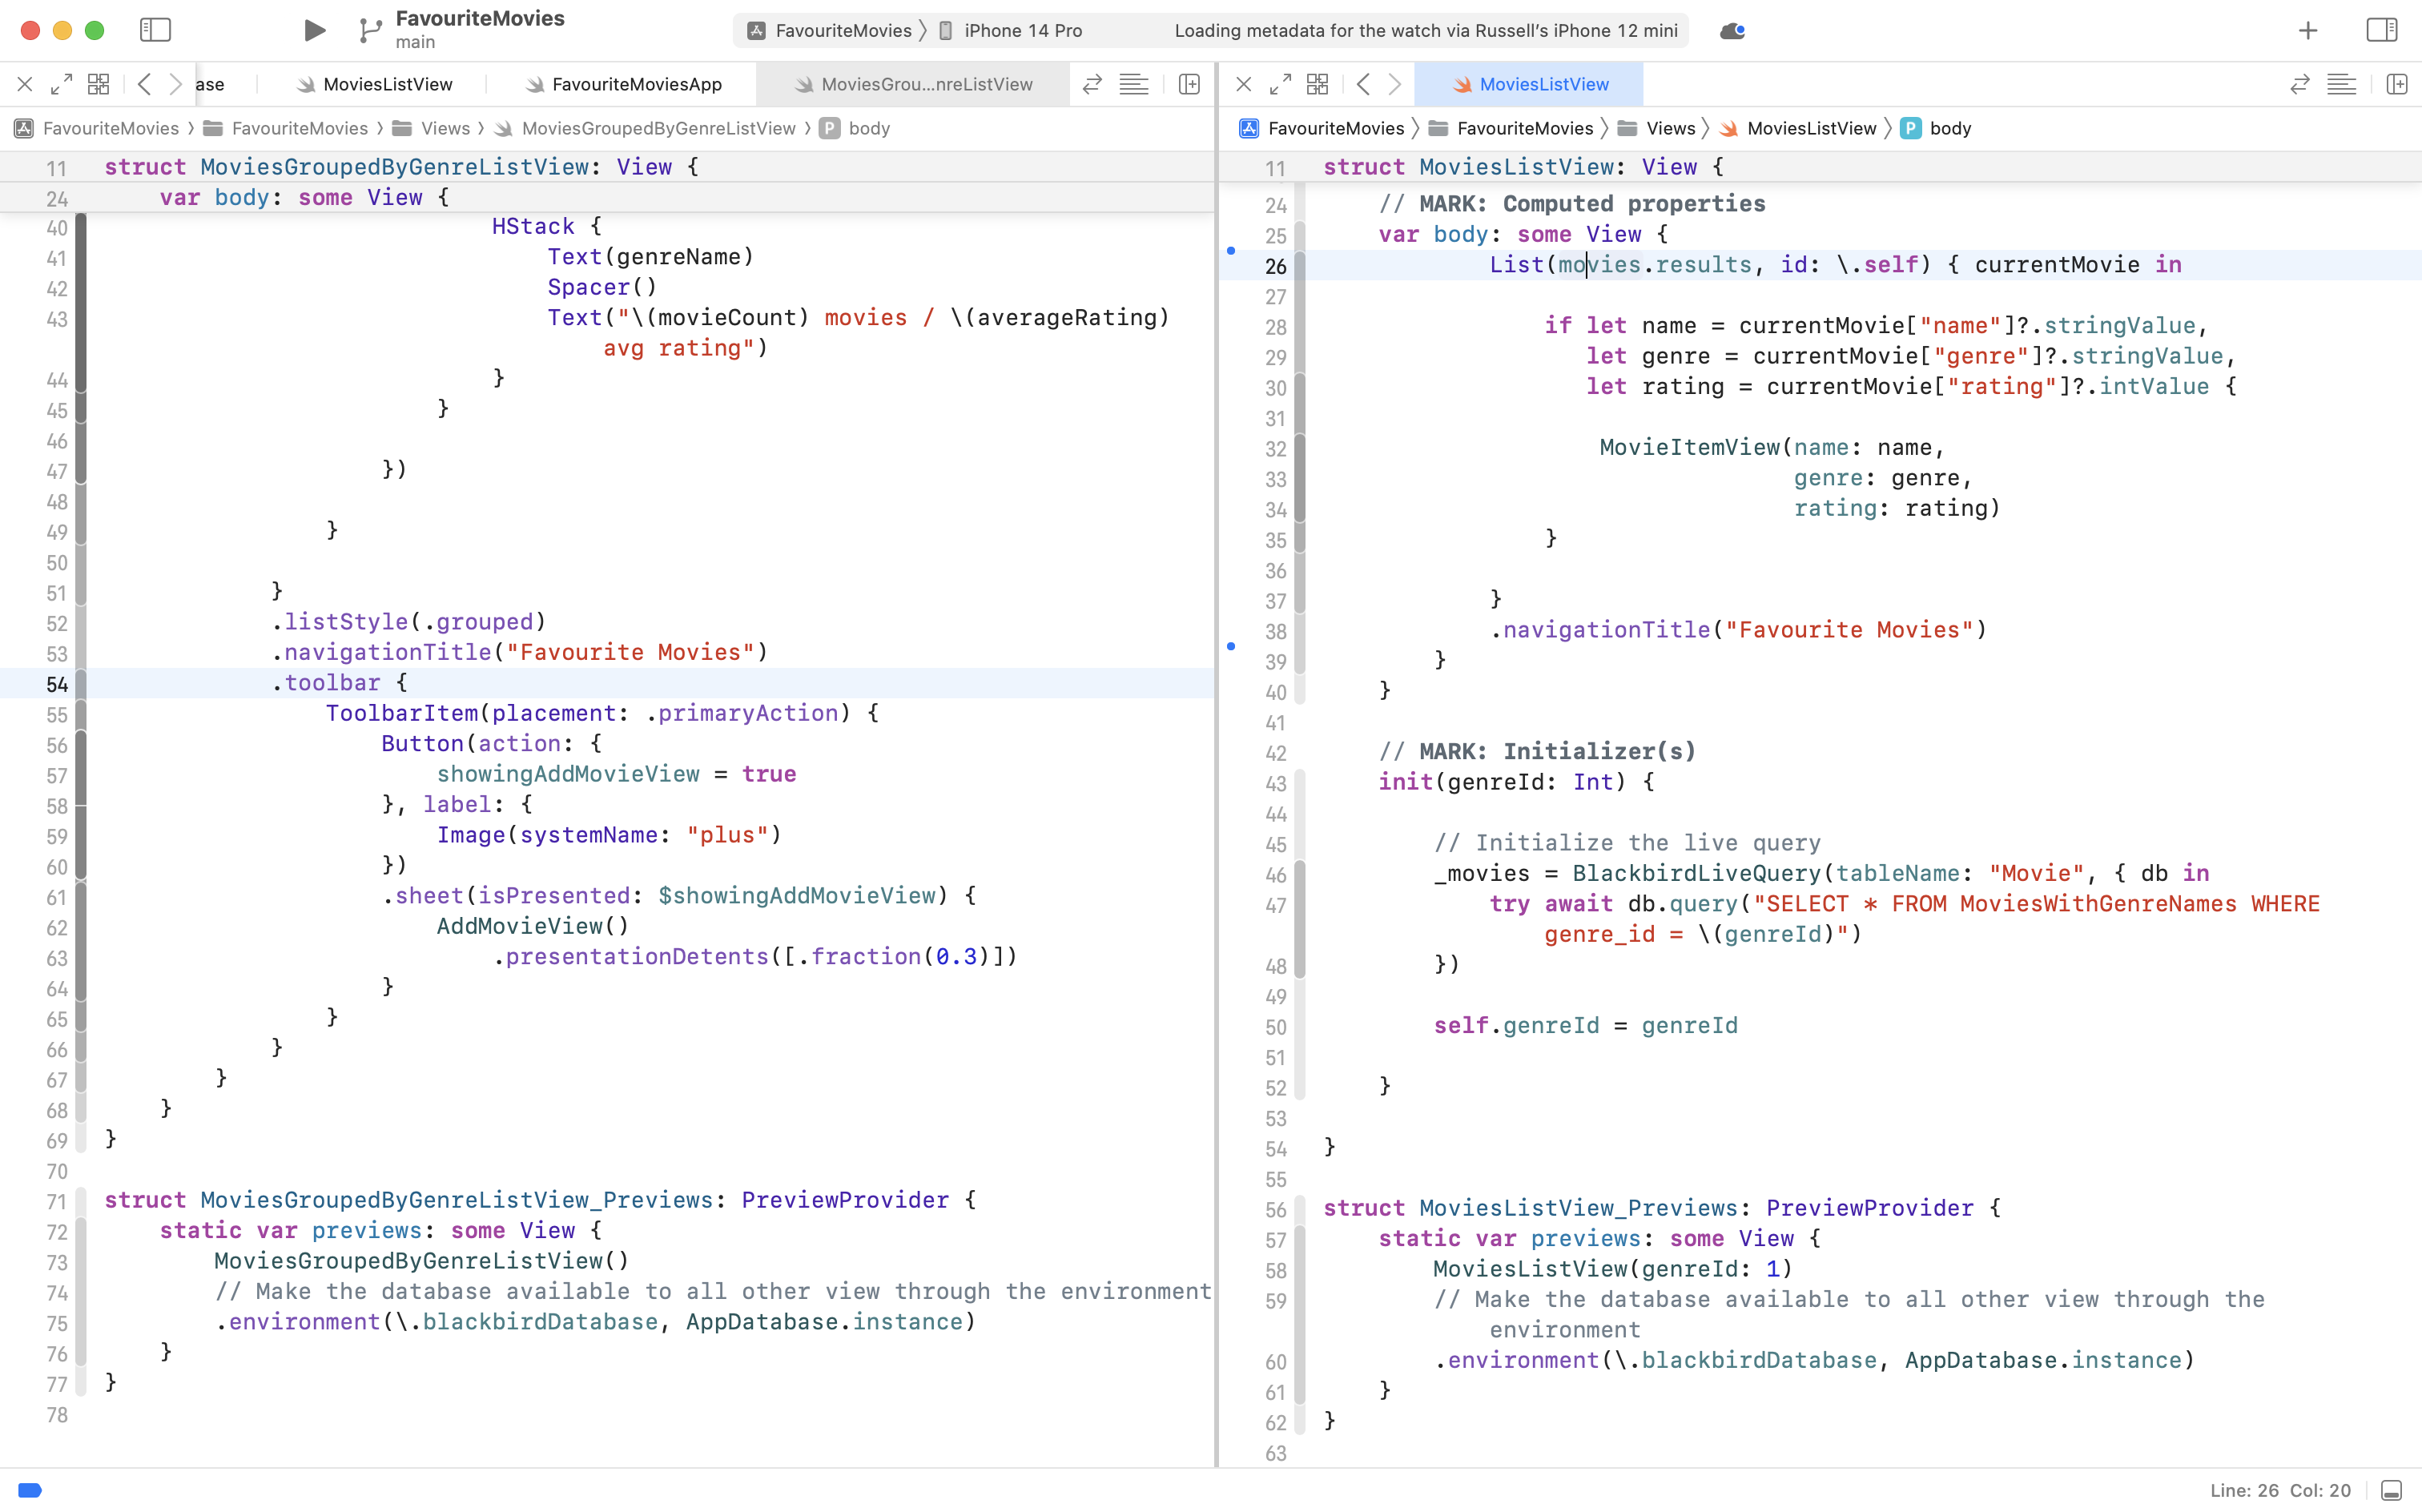 FavouriteMovies
main
FavouriteMovies iPhone 14 Pro Loading metadata for the watch via Russell’s iPhone 12 mini
ase MoviesListView FavouriteMoviesApp MoviesGrou...nreListView
FavouriteMovies FavouriteMovies Views MoviesGroupedByGenreListView P body
11 struct MoviesGroupedByGenreListView: View {
24     var body: some View {
40                             HStack {
41                                 Text(genreName)
42                                 Spacer()
43                                 Text("\(movieCount) movies / \(averageRating)
                                    avg rating")
44                             }
45                         }
46
47                     })
48
49                 }
50
51             }
52             .listStyle(.grouped)
53             .navigationTitle("Favourite Movies")
54             .toolbar {
55                 ToolbarItem(placement: .primaryAction) {
56                     Button(action: {
57                         showingAddMovieView = true
58                     }, label: {
59                         Image(systemName: "plus")
60                     })
61                     .sheet(isPresented: $showingAddMovieView) {
62                         AddMovieView()
63                             .presentationDetents([.fraction(0.3)])
64                     }
65                 }
66             }
67         }
68     }
69 }
70
71 struct MoviesGroupedByGenreListView_Previews: PreviewProvider {
72     static var previews: some View {
73         MoviesGroupedByGenreListView()
74         // Make the database available to all other view through the environment
75         .environment(\.blackbirdDatabase, AppDatabase.instance)
76     }
77 }
78
MoviesListView
FavouriteMovies FavouriteMovies Views MoviesListView P body
11 struct MoviesListView: View {
24     // MARK: Computed properties
25     var body: some View {
26             List(movies.results, id: \.self) { currentMovie in
27
28                 if let name = currentMovie["name"]?.stringValue,
29                    let genre = currentMovie["genre"]?.stringValue,
30                    let rating = currentMovie["rating"]?.intValue {
31
32                     MovieItemView(name: name,
33                                   genre: genre,
34                                   rating: rating)
35                 }
36
37             }
38             .navigationTitle("Favourite Movies")
39         }
40     }
41
42     // MARK: Initializer(s)
43     init(genreId: Int) {
44
45         // Initialize the live query
46         _movies = BlackbirdLiveQuery(tableName: "Movie", { db in
47             try await db.query("SELECT * FROM MoviesWithGenreNames WHERE
                genre_id = \(genreId)")
48         })
49
50         self.genreId = genreId
51
52     }
53
54 }
55
56 struct MoviesListView_Previews: PreviewProvider {
57     static var previews: some View {
58         MoviesListView(genreId: 1)
59         // Make the database available to all other view through the
            environment
60         .environment(\.blackbirdDatabase, AppDatabase.instance)
61     }
62 }
63
Line: 26 Col: 20